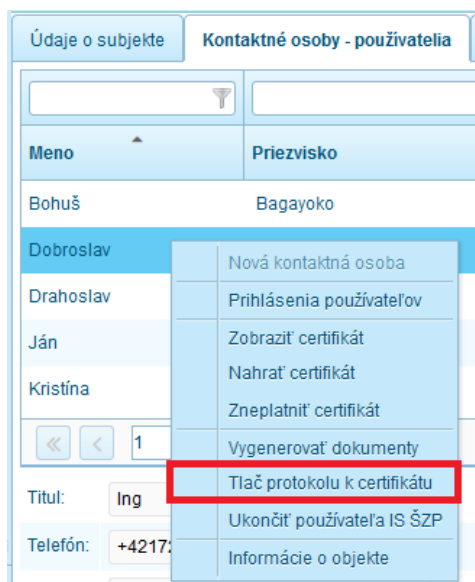 Údaje o subjekte Kontaktné osoby - používatelia
Meno Priezvisko
Bohuš Bagayoko
Dobroslav
Nová kontaktná osoba
Drahoslav Prihlásenia používateľov
Ján Zobraziť certifikát
Nahrať certifikát
Kristína
Zneplatniť certifikát
1 Vygenerovať dokumenty
Titul: Ing Tlač protokolu k certifikátu
Ukončiť používateľa IS ŠZP
Telefón: +4217
Informácie o objekte